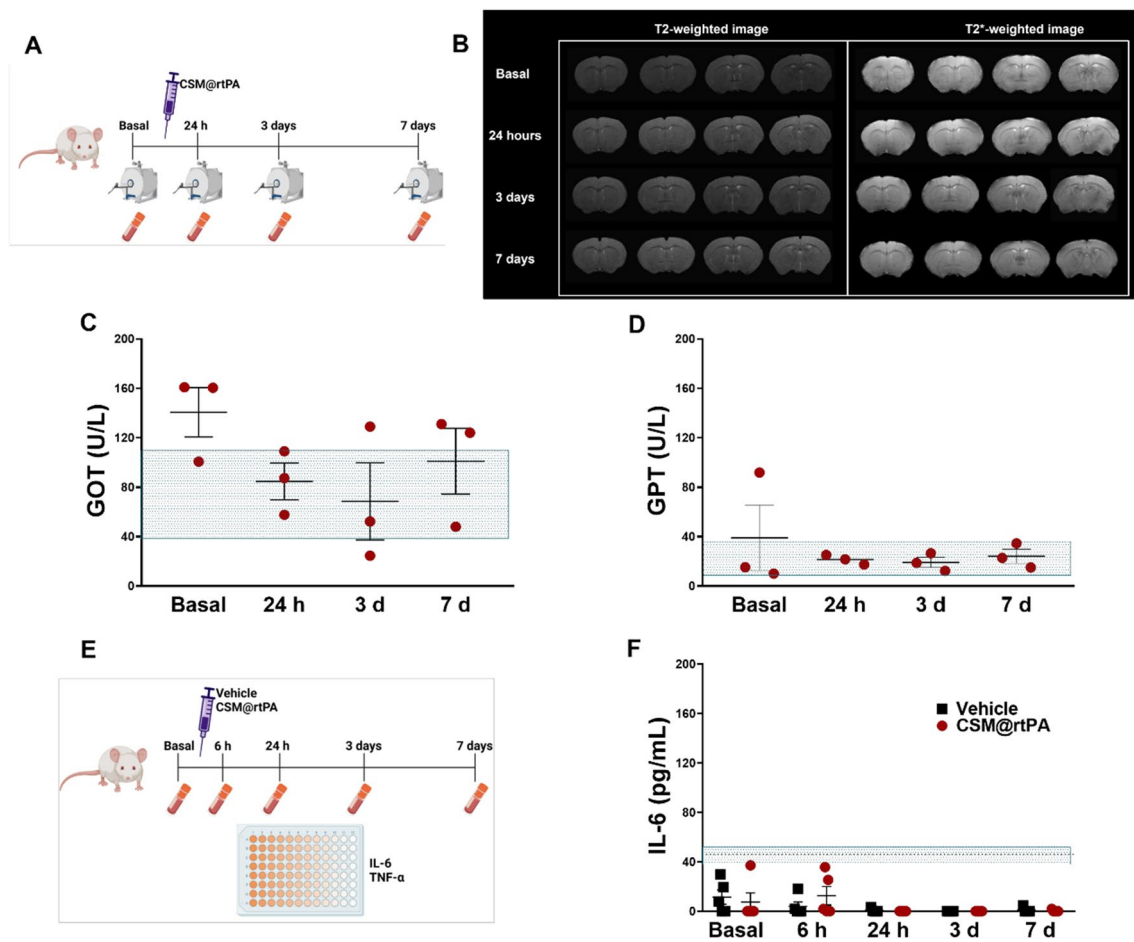 A
CSM@rtPA
Basal 24 h 3 days 7 days
B
T2-weighted image T2*-weighted image
Basal
24 hours
3 days
7 days
C
GOT (U/L)
200
160
120
80
40
0
Basal 24 h 3 d 7 d
D
GPT (U/L)
200
160
120
80
40
0
Basal 24 h 3 d 7 d
E
Vehicle
CSM@rtPA
Basal 6 h 24 h 3 days 7 days
IL-6
TNF-α
F
IL-6 (pg/mL)
200
160
120
80
40
0
Vehicle
CSM@rtPA
Basal 6 h 24 h 3 d 7 d